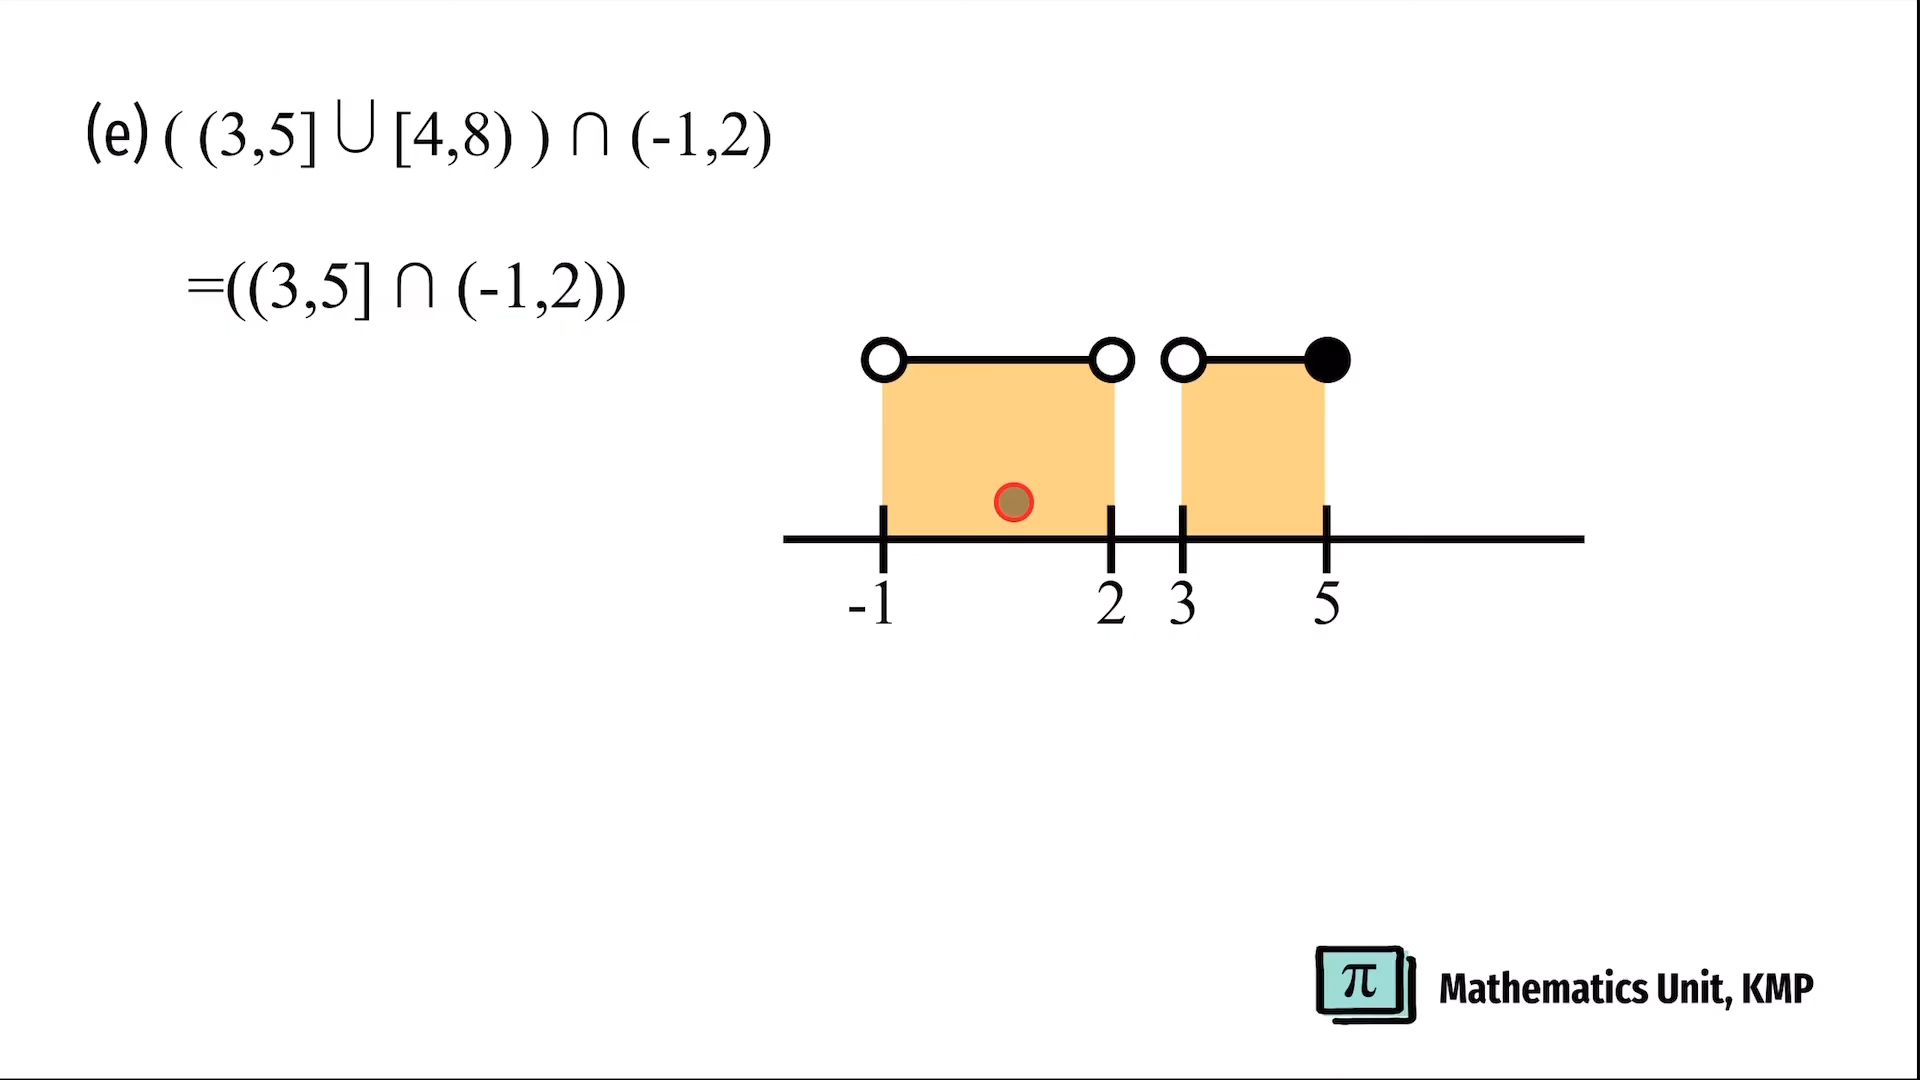 (e) ( (3,5] ∪ [4,8) ) ∩ (-1,2)
=((3,5] ∩ (-1,2))
-1 2 3 5
π Mathematics Unit, KMP